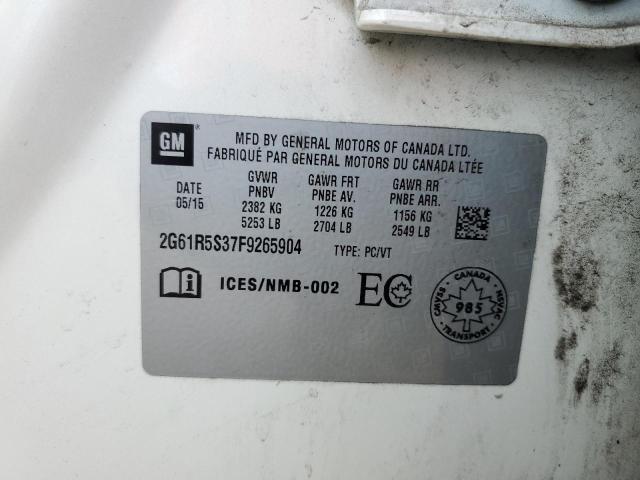 GM ®
MFD BY GENERAL MOTORS OF CANADA LTD.
FABRIQUÉ PAR GENERAL MOTORS DU CANADA LTÉE
DATE
05/15
GVWR
PNBV
2382 KG
5253 LB
GAWR FRT
PNBE AV.
1226 KG
2704 LB
GAWR RR
PNBE ARR.
1156 KG
2549 LB
2G61R5S37F9265904 TYPE: PC/VT
ICES/NMB-002 EC
CANADA
CMVSS
985
NSVAC
TRANSPORT